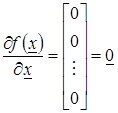 ∂f(x̲)/∂x̲ = [0 0 ⋮ 0] = 0̲